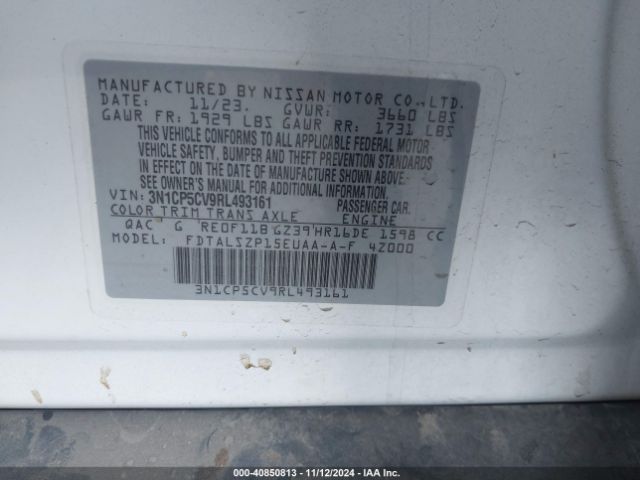 MANUFACTURED BY NISSAN MOTOR CO., LTD.
DATE: 11/23. GVWR: 3660 LBS
GAWR FR: 1929 LBS GAWR RR: 1731 LBS
THIS VEHICLE CONFORMS TO ALL APPLICABLE FEDERAL MOTOR
VEHICLE SAFETY, BUMPER AND THEFT PREVENTION STANDARDS
IN EFFECT ON THE DATE OF MANUFACTURE SHOWN ABOVE.
SEE OWNER'S MANUAL FOR ADDITIONAL INFORMATION
VIN: 3N1CP5CV9RL493161 PASSENGER CAR.
COLOR TRIM TRANS AXLE ENGINE
QAC G RE0F11B GZ39 HR16DE 1598 CC
FDTALSZP15EUAA-A-F 4Z000
MODEL
3N1CP5CV9RL493161
000-40850813 - 11/12/2024 - IAA Inc.